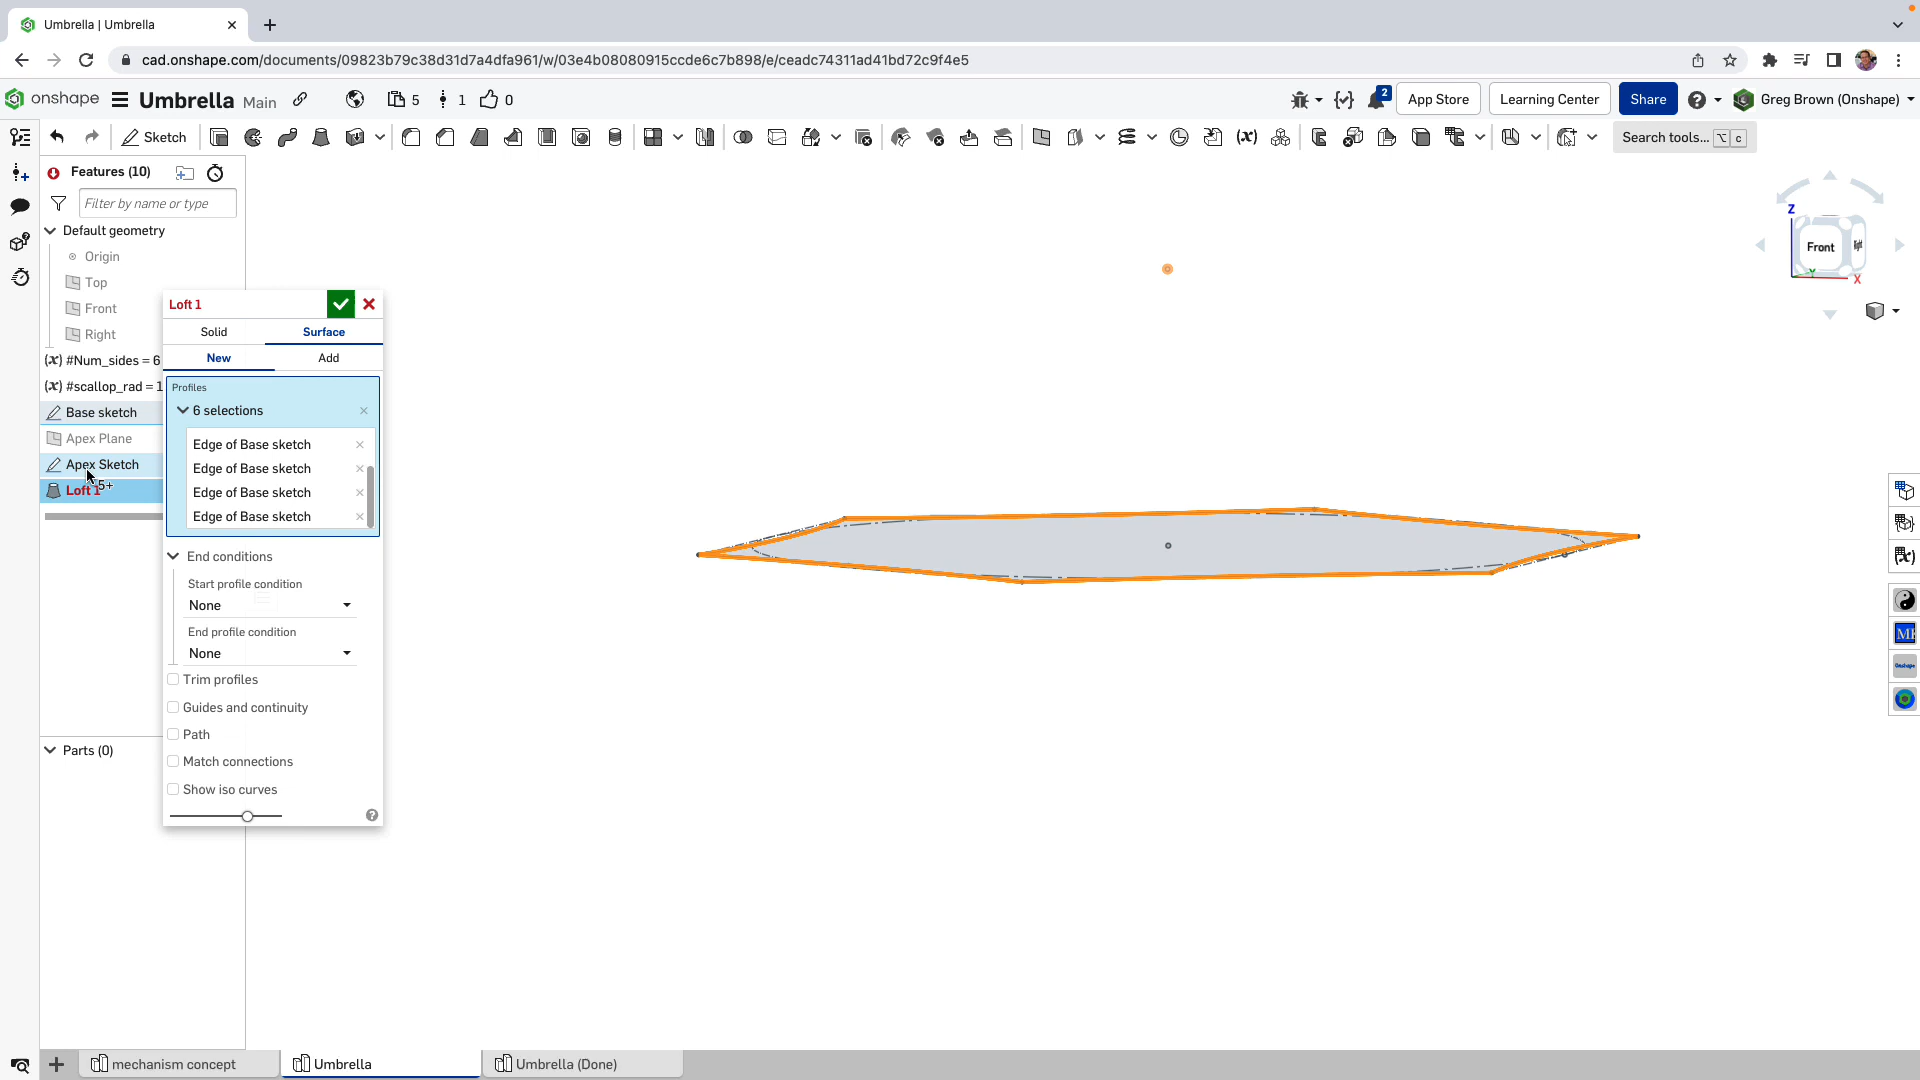 Umbrella | Umbrella
cad.onshape.com/documents/09823b79c38d31d7a4dfa961/w/03e4b08080915ccde6c7b898/e/ceadc74311ad41bd72c9f4e5
onshape
Umbrella Main
5
1
0
2
App Store
Learning Center
Share
Greg Brown (Onshape)
Sketch
Search tools... ⌥ c
Features (10)
Filter by name or type
Default geometry
Origin
Top
Front
Right
(x) #Num_sides = 6
(x) #scallop_rad = 1
Base sketch
Apex Plane
Apex Sketch
Loft 1
5+
Parts (0)
Loft 1
Solid
Surface
New
Add
Profiles
6 selections
Edge of Base sketch
Edge of Base sketch
Edge of Base sketch
Edge of Base sketch
End conditions
Start profile condition
None
End profile condition
None
Trim profiles
Guides and continuity
Path
Match connections
Show iso curves
Z
Front
Right
Y
X
(x)
MK
Onshape
mechanism concept
Umbrella
Umbrella (Done)